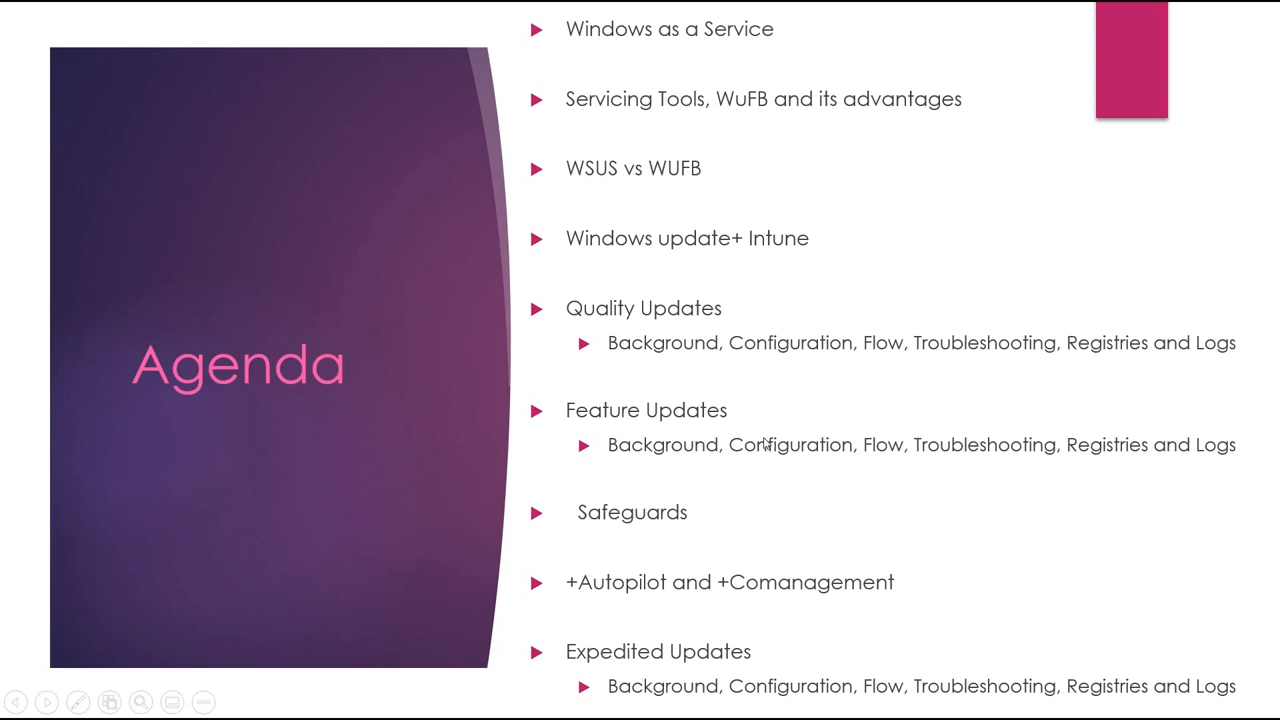 Agenda
Windows as a Service
Servicing Tools, WuFB and its advantages
WSUS vs WUFB
Windows update+ Intune
Quality Updates
Background, Configuration, Flow, Troubleshooting, Registries and Logs
Feature Updates
Background, Configuration, Flow, Troubleshooting, Registries and Logs
Safeguards
+Autopilot and +Comanagement
Expedited Updates
Background, Configuration, Flow, Troubleshooting, Registries and Logs